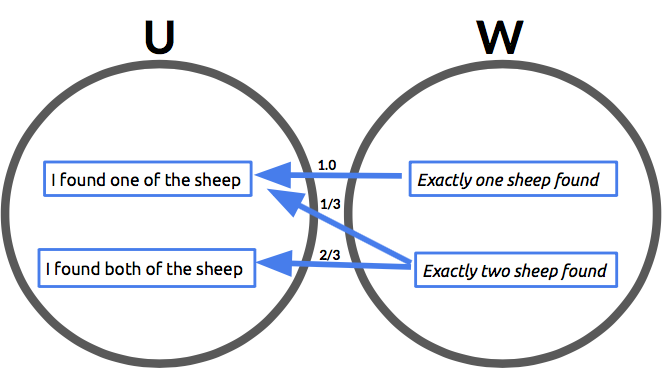 U
W
I found one of the sheep
1.0
Exactly one sheep found
1/3
I found both of the sheep
2/3
Exactly two sheep found